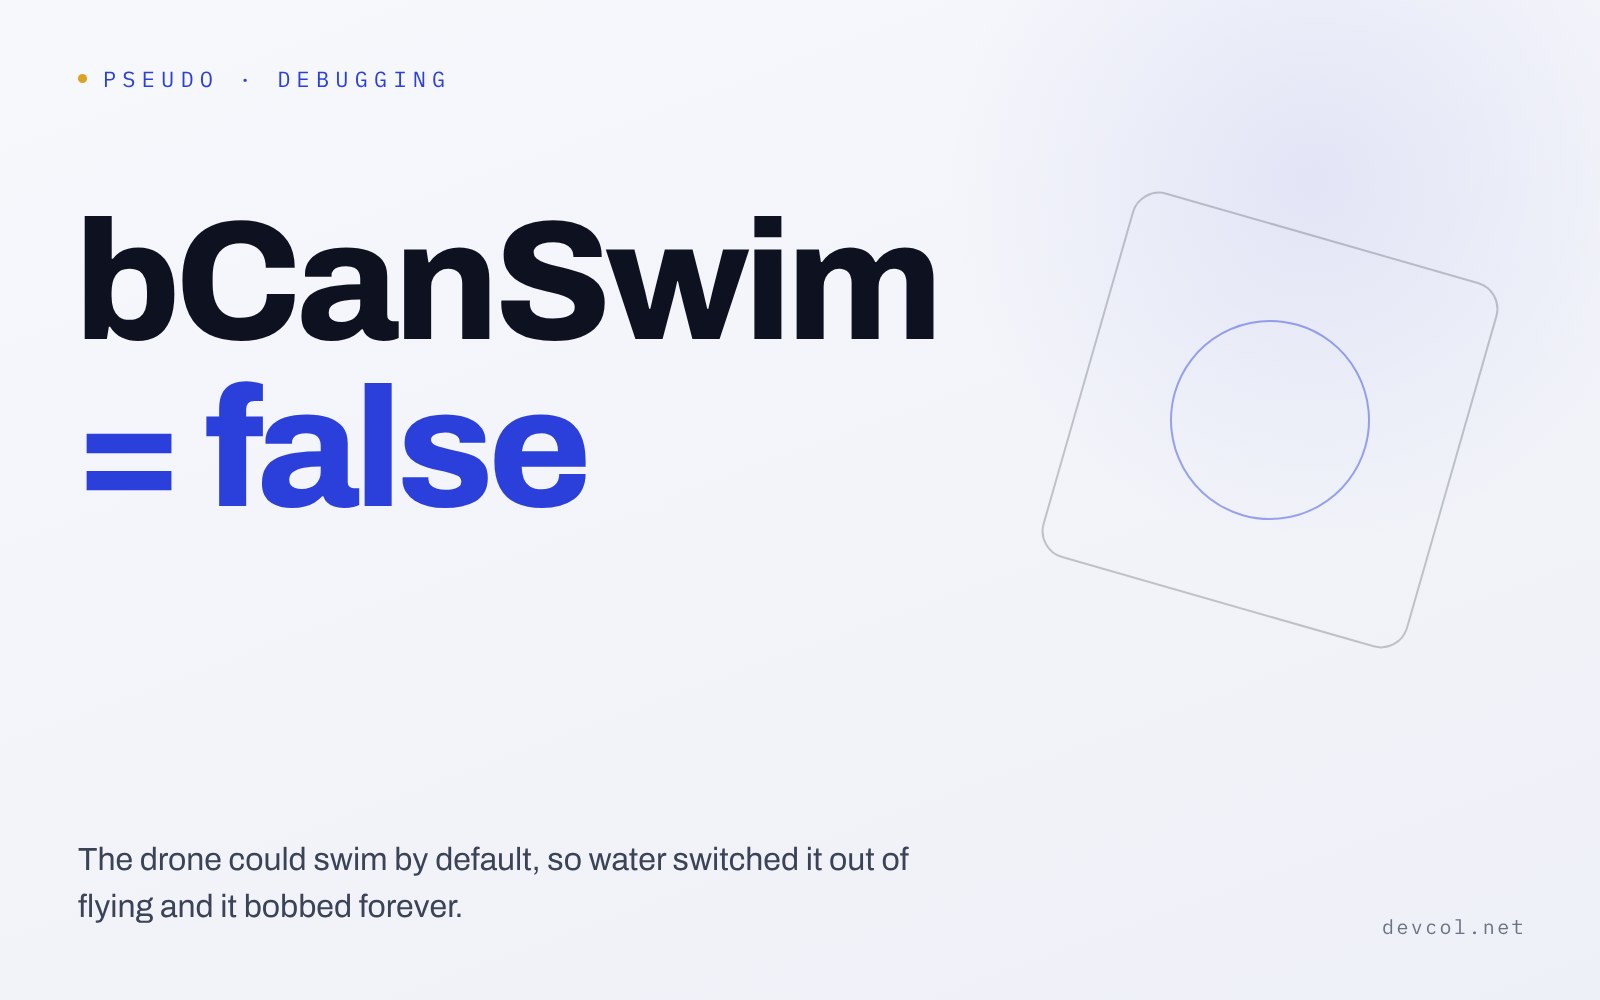 PSEUDO · DEBUGGING
bCanSwim
= false
The drone could swim by default, so water switched it out of
flying and it bobbed forever.
devcol.net